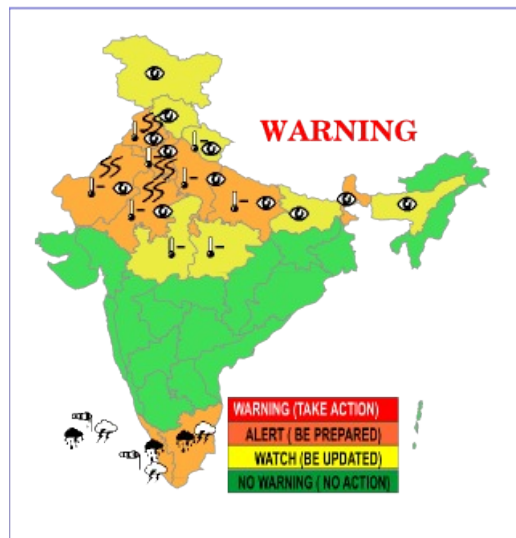 WARNING
WARNING (TAKE ACTION)
ALERT ( BE PREPARED)
WATCH (BE UPDATED)
NO WARNING ( NO ACTION)